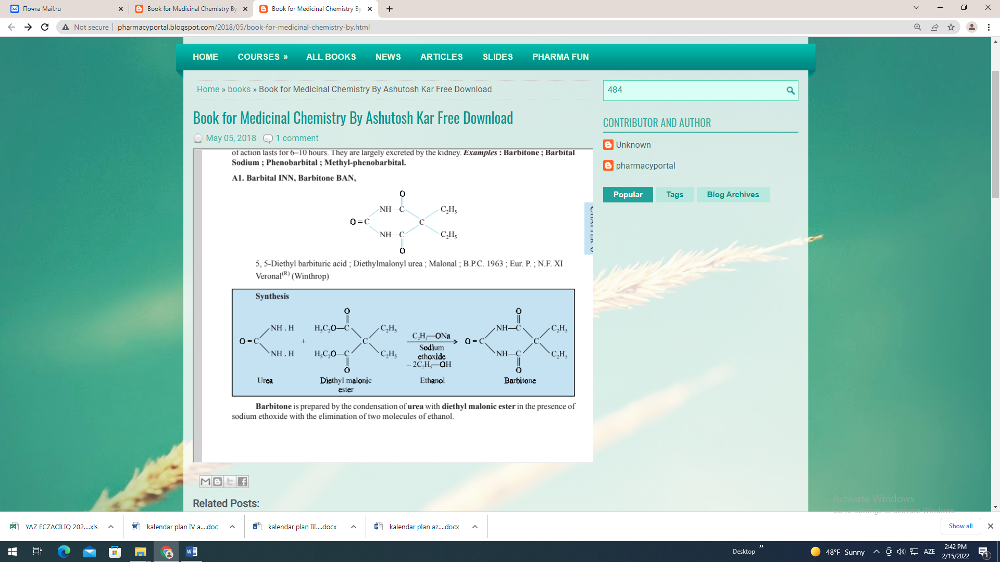 Почта Mail.ru
Book for Medicinal Chemistry By
Book for Medicinal Chemistry By
Not secure
pharmacyportal.blogspot.com/2018/05/book-for-medicinal-chemistry-by.html
HOME COURSES » ALL BOOKS NEWS ARTICLES SLIDES PHARMA FUN
Home » books » Book for Medicinal Chemistry By Ashutosh Kar Free Download
Book for Medicinal Chemistry By Ashutosh Kar Free Download
May 05, 2018 1 comment
of action lasts for 6–10 hours. They are largely excreted by the kidney. Examples : Barbitone ; Barbital
Sodium ; Phenobarbital ; Methyl-phenobarbital.
A1. Barbital INN, Barbitone BAN,
O
NH—C C₂H₅
O = C C
NH—C C₂H₅
O
5, 5-Diethyl barbituric acid ; Diethylmalonyl urea ; Malonal ; B.P.C. 1963 ; Eur. P. ; N.F. XI
Veronal(R) (Winthrop)
Synthesis
O O
NH . H H₅C₂O—C C₂H₅ C₂H₅—ONa NH—C C₂H₅
O = C + C Sodium O = C C
NH . H H₅C₂O—C C₂H₅ ethoxide NH—C C₂H₅
O – 2C₂H₅—OH O
Urea Diethyl malonic Ethanol Barbitone
ester
Barbitone is prepared by the condensation of urea with diethyl malonic ester in the presence of
sodium ethoxide with the elimination of two molecules of ethanol.
484
CONTRIBUTOR AND AUTHOR
Unknown
pharmacyportal
Popular Tags Blog Archives
Related Posts:
Activate Windows
Go to Settings to activate Windows.
YAZ ECZACILIQ 202....xls
kalendar plan IV a....doc
kalendar plan III....docx
kalendar plan az....docx
Show all
Desktop
48°F Sunny
AZE
2:42 PM
2/15/2022
1